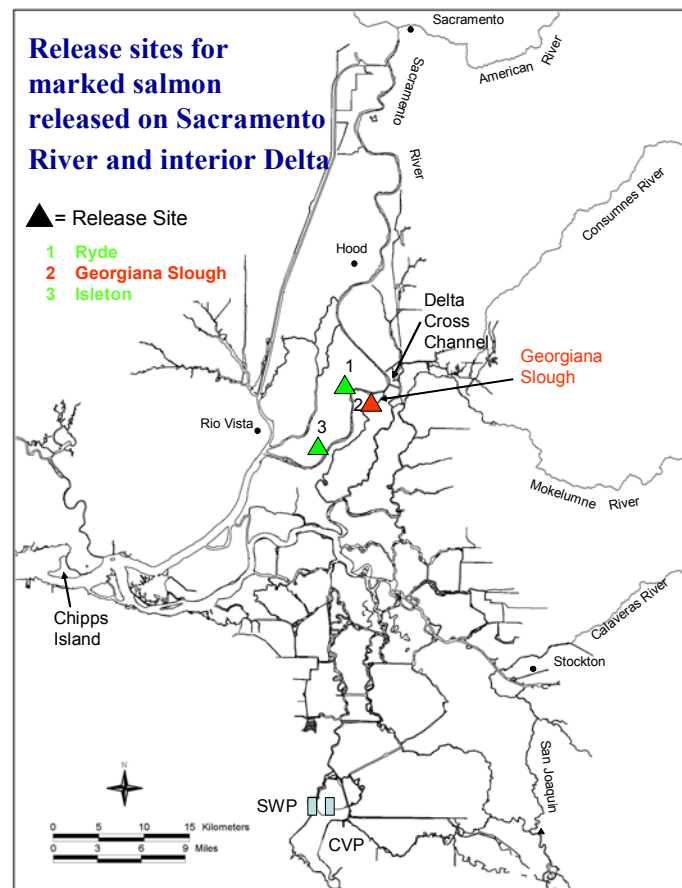 Release sites for
marked salmon
released on Sacramento
River and interior Delta
= Release Site
1 Ryde
2 Georgiana Slough
3 Isleton
Sacramento
American River
Sacramento
River
Consumnes River
Hood
Delta
Cross
Channel
Georgiana
Slough
1
2
3
Rio Vista
Mokelumne River
Chipps
Island
Calaveras River
Stockton
San Joaquin
SWP
CVP
N
0 5 10 15 Kilometers
0 3 6 9 Miles